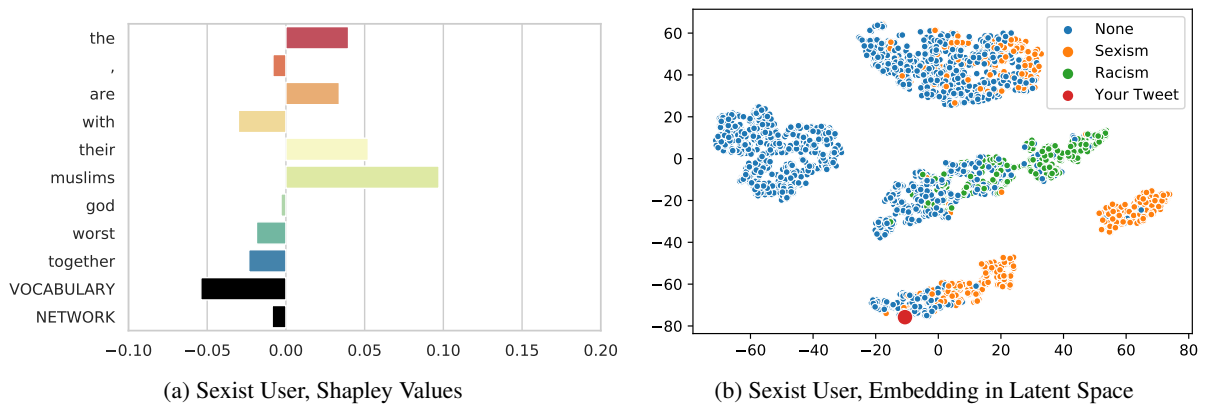 the
,
are
with
their
muslims
god
worst
together
VOCABULARY
NETWORK
−0.10 −0.05 0.00 0.05 0.10 0.15 0.20
(a) Sexist User, Shapley Values
60
40
20
0
−20
−40
−60
−80
−60 −40 −20 0 20 40 60 80
None
Sexism
Racism
Your Tweet
(b) Sexist User, Embedding in Latent Space